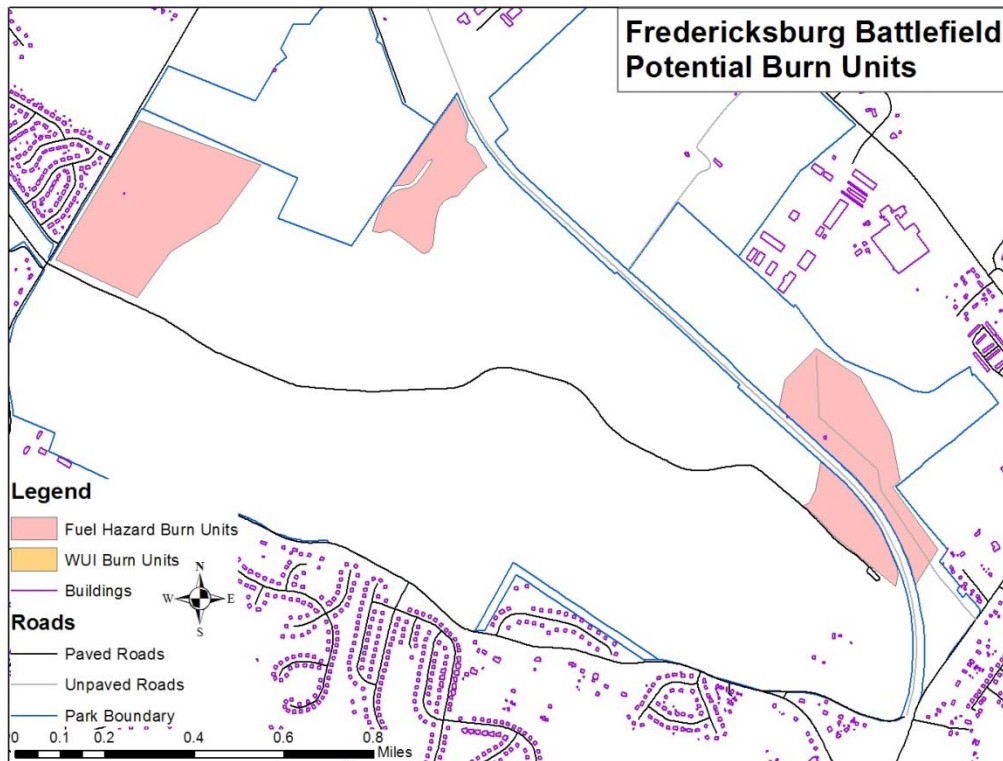 Fredericksburg Battlefield
Potential Burn Units
Legend
Fuel Hazard Burn Units
WUI Burn Units
Buildings
N
W E
S
Roads
Paved Roads
Unpaved Roads
Park Boundary
0 0.1 0.2 0.4 0.6 0.8
Miles